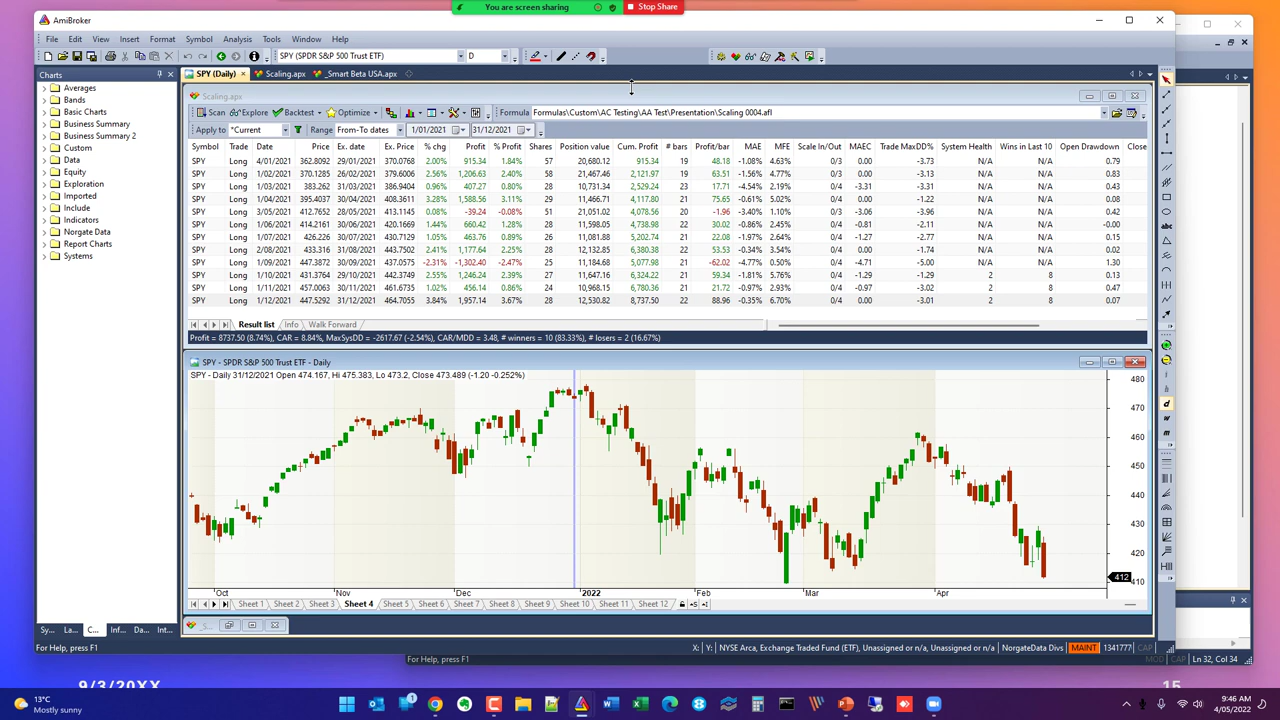 You are screen sharing Stop Share
AmiBroker
File Edit View Insert Format Symbol Analysis Tools Window Help
SPY (SPDR S&P 500 Trust ETF) D
Charts
SPY (Daily) Scaling.apx _Smart Beta USA.apx
Averages
Bands
Basic Charts
Business Summary
Business Summary 2
Custom
Data
Equity
Exploration
Imported
Include
Indicators
Norgate Data
Report Charts
Systems
Scaling.apx
Scan Explore Backtest Optimize Formula Formulas\Custom\AC Testing\AA Test\Presentation\Scaling 0004.afl
Apply to *Current Range From-To dates 1/01/2021 31/12/2021
Symbol Trade Date Price Ex. date Ex. Price % chg Profit % Profit Shares Position value Cum. Profit # bars Profit/bar MAE MFE Scale In/Out MAEC Trade MaxDD% System Health Wins in Last 10 Open Drawdown Close
SPY Long 4/01/2021 362.8092 29/01/2021 370.0768 2.00% 915.34 1.84% 57 20,680.12 915.34 19 48.18 -1.08% 4.63% 0/3 0.00 -3.73 N/A N/A 0.79
SPY Long 1/02/2021 370.1285 26/02/2021 379.6006 2.56% 1,206.63 2.40% 58 21,467.46 2,121.97 19 63.51 -1.56% 4.77% 0/3 0.00 -3.13 N/A N/A 0.83
SPY Long 1/03/2021 383.262 31/03/2021 386.9404 0.96% 407.27 0.80% 28 10,731.34 2,529.24 23 17.71 -4.54% 2.19% 0/4 -3.31 -3.31 N/A N/A 0.43
SPY Long 1/04/2021 395.4037 30/04/2021 408.3611 3.28% 1,588.56 3.11% 29 11,466.71 4,117.80 21 75.65 -0.61% 5.02% 0/4 0.00 -1.22 N/A N/A 0.08
SPY Long 3/05/2021 412.7652 28/05/2021 413.1145 0.08% -39.24 -0.08% 51 21,051.02 4,078.56 20 -1.96 -3.40% 1.10% 0/3 -3.06 -3.96 N/A N/A 0.42
SPY Long 1/06/2021 414.2161 30/06/2021 420.1669 1.44% 660.42 1.28% 28 11,595.08 4,738.98 22 30.02 -0.86% 2.45% 0/4 -0.81 -2.11 N/A N/A -0.00
SPY Long 1/07/2021 426.226 30/07/2021 430.7129 1.05% 463.76 0.89% 26 11,081.88 5,202.74 21 22.08 -1.97% 2.64% 0/4 -1.27 -2.77 N/A N/A 0.15
SPY Long 2/08/2021 433.316 31/08/2021 443.7502 2.41% 1,177.64 2.25% 28 12,132.85 6,380.38 22 53.53 -0.34% 5.54% 0/4 0.00 -1.74 N/A N/A 0.02
SPY Long 1/09/2021 447.3872 30/09/2021 437.0575 -2.31% -1,302.40 -2.47% 25 11,184.68 5,077.98 21 -62.02 -4.77% 0.50% 0/4 -4.71 -5.00 N/A N/A 1.30
SPY Long 1/10/2021 431.3764 29/10/2021 442.3749 2.55% 1,246.24 2.39% 27 11,647.16 6,324.22 21 59.34 -1.81% 5.76% 0/4 -1.29 -1.29 2 8 0.13
SPY Long 1/11/2021 457.0063 30/11/2021 461.6735 1.02% 456.14 0.86% 24 10,968.15 6,780.36 21 21.72 -0.97% 3.53% 0/4 -0.97 -0.97 2 8 0.47
SPY Long 1/12/2021 447.5292 31/12/2021 464.7055 3.84% 1,957.14 3.67% 28 12,530.82 8,737.50 22 88.96 -0.35% 6.70% 0/4 0.00 -3.01 2 8 0.07
Result list Info Walk Forward
Profit = 8737.50 (8.74%), CAR = 8.84%, MaxSysDD = -2617.67 (-2.54%), CAR/MDD = 3.48, # winners = 10 (83.33%), # losers = 2 (16.67%)
SPY - SPDR S&P 500 Trust ETF - Daily
SPY - Daily 31/12/2021 Open 474.167, Hi 475.383, Lo 473.2, Close 473.489 (-1.20 -0.252%)
480
470
460
450
440
430
420
412
410
Oct Nov Dec 2022 Feb Mar Apr
Sheet 1 Sheet 2 Sheet 3 Sheet 4 Sheet 5 Sheet 6 Sheet 7 Sheet 8 Sheet 9 Sheet 10 Sheet 11 Sheet 12
Sy... La... C... Inf... Da... Int...
For Help, press F1 X: Y: NYSE Arca, Exchange Traded Fund (ETF), Unassigned or n/a, Unassigned or n/a, Unassigned or n/a NorgateData Divs MAINT 1341777 CAP
For Help, press F1 MOD CAP Ln 32, Col 34
9/3/20XX 15
13°C
Mostly sunny
9:46 AM
4/05/2022